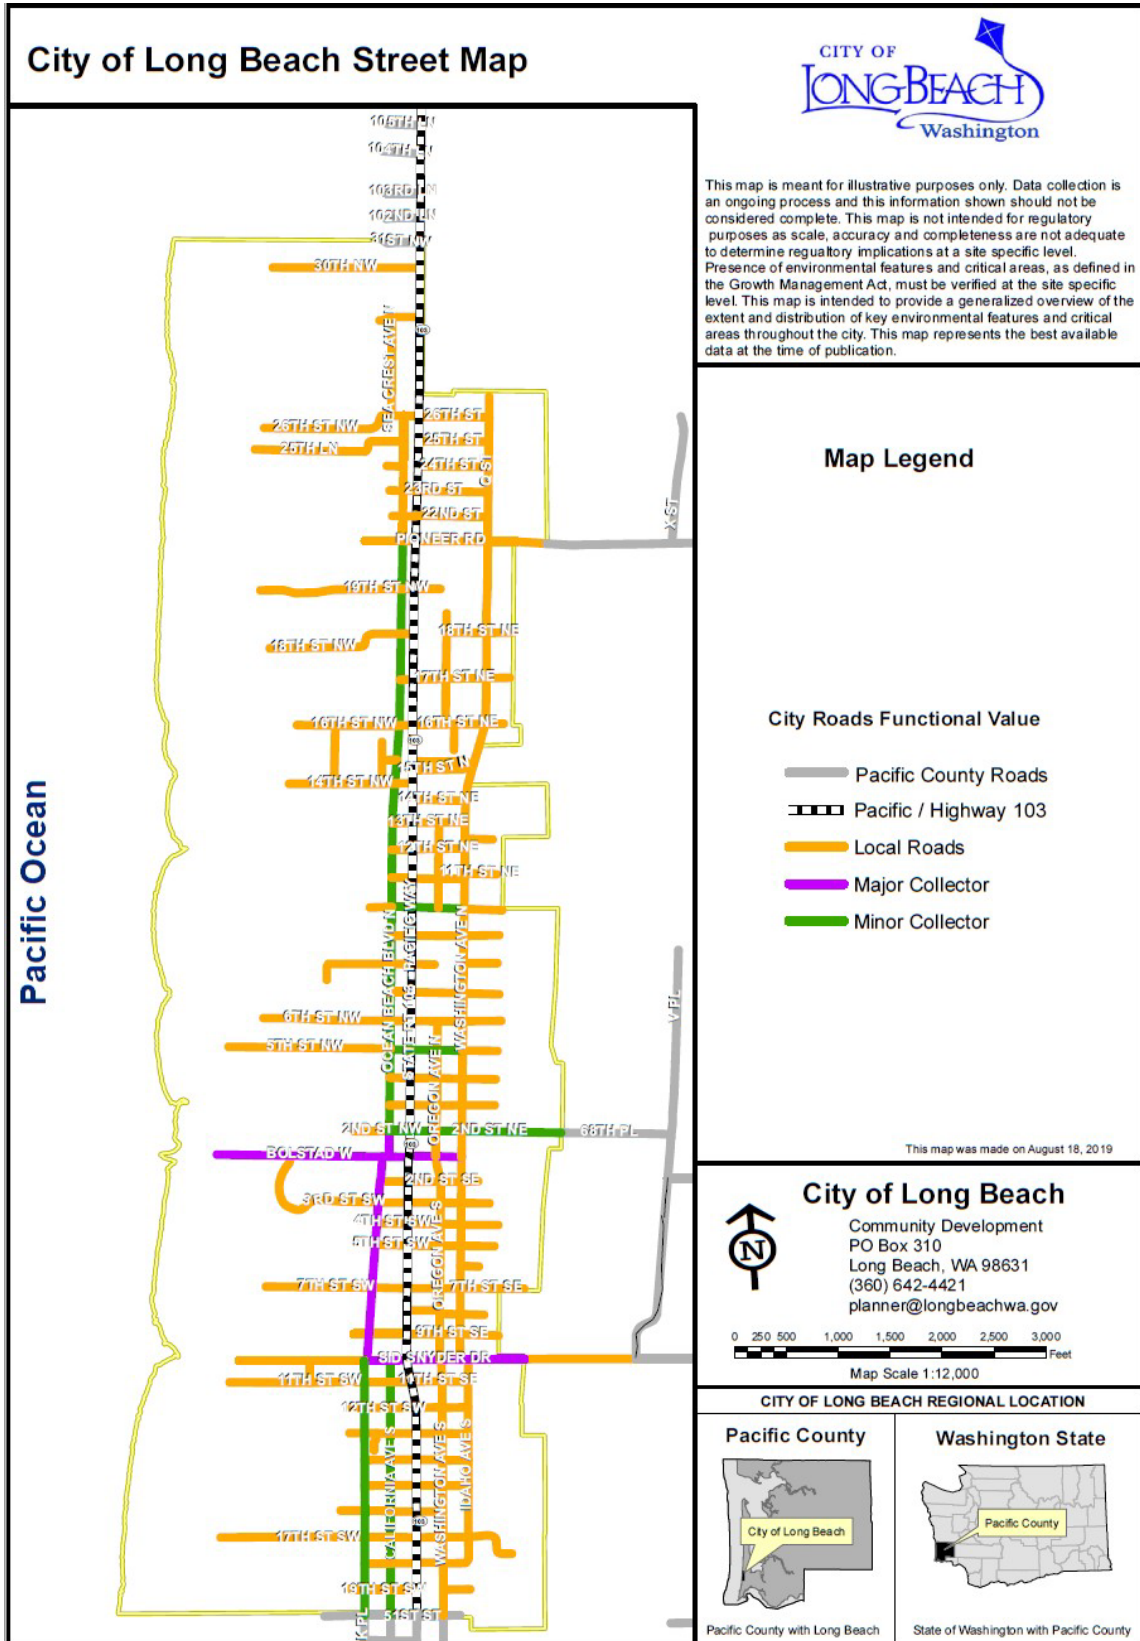 City of Long Beach Street Map
CITY OF
LONG BEACH
Washington
This map is meant for illustrative purposes only. Data collection is
an ongoing process and this information shown should not be
considered complete. This map is not intended for regulatory
purposes as scale, accuracy and completeness are not adequate
to determine regualtory implications at a site specific level.
Presence of environmental features and critical areas, as defined in
the Growth Management Act, must be verified at the site specific
level. This map is intended to provide a generalized overview of the
extent and distribution of key environmental features and critical
areas throughout the city. This map represents the best available
data at the time of publication.
105TH LN
104TH LN
103RD LN
102ND LN
31ST NW
30TH NW
SEACREST AVE N
103
26TH ST NW
26TH ST
25TH LN
25TH ST
24TH ST
23RD ST
22ND ST
PIONEER RD
X ST
19TH ST NW
18TH ST NE
18TH ST NW
17TH ST NE
16TH ST NW
16TH ST NE
103
15TH ST N
14TH ST NW
14TH ST NE
13TH ST NE
12TH ST NE
11TH ST NE
OCEAN BEACH BLVD N
STATE RT 103 PACIFIC WAY
WASHINGTON AVE N
6TH ST NW
5TH ST NW
OREGON AVE N
V PL
2ND ST NW
2ND ST NE
68TH PL
103
BOLSTAD W
2ND ST SE
3RD ST SW
4TH ST SW
5TH ST SW
OREGON AVE S
7TH ST SW
7TH ST SE
9TH ST SE
SID SNYDER DR
11TH ST SW
11TH ST SE
12TH ST SW
CALIFORNIA AVE S
WASHINGTON AVE S
IDAHO AVE S
103
17TH ST SW
19TH ST SW
51ST ST
K PL
Pacific Ocean
Map Legend
City Roads Functional Value
Pacific County Roads
Pacific / Highway 103
Local Roads
Major Collector
Minor Collector
This map was made on August 18, 2019
City of Long Beach
N
Community Development
PO Box 310
Long Beach, WA 98631
(360) 642-4421
planner@longbeachwa.gov
0 250 500 1,000 1,500 2,000 2,500 3,000
Feet
Map Scale 1:12,000
CITY OF LONG BEACH REGIONAL LOCATION
Pacific County
City of Long Beach
Pacific County with Long Beach
Washington State
Pacific County
State of Washington with Pacific County